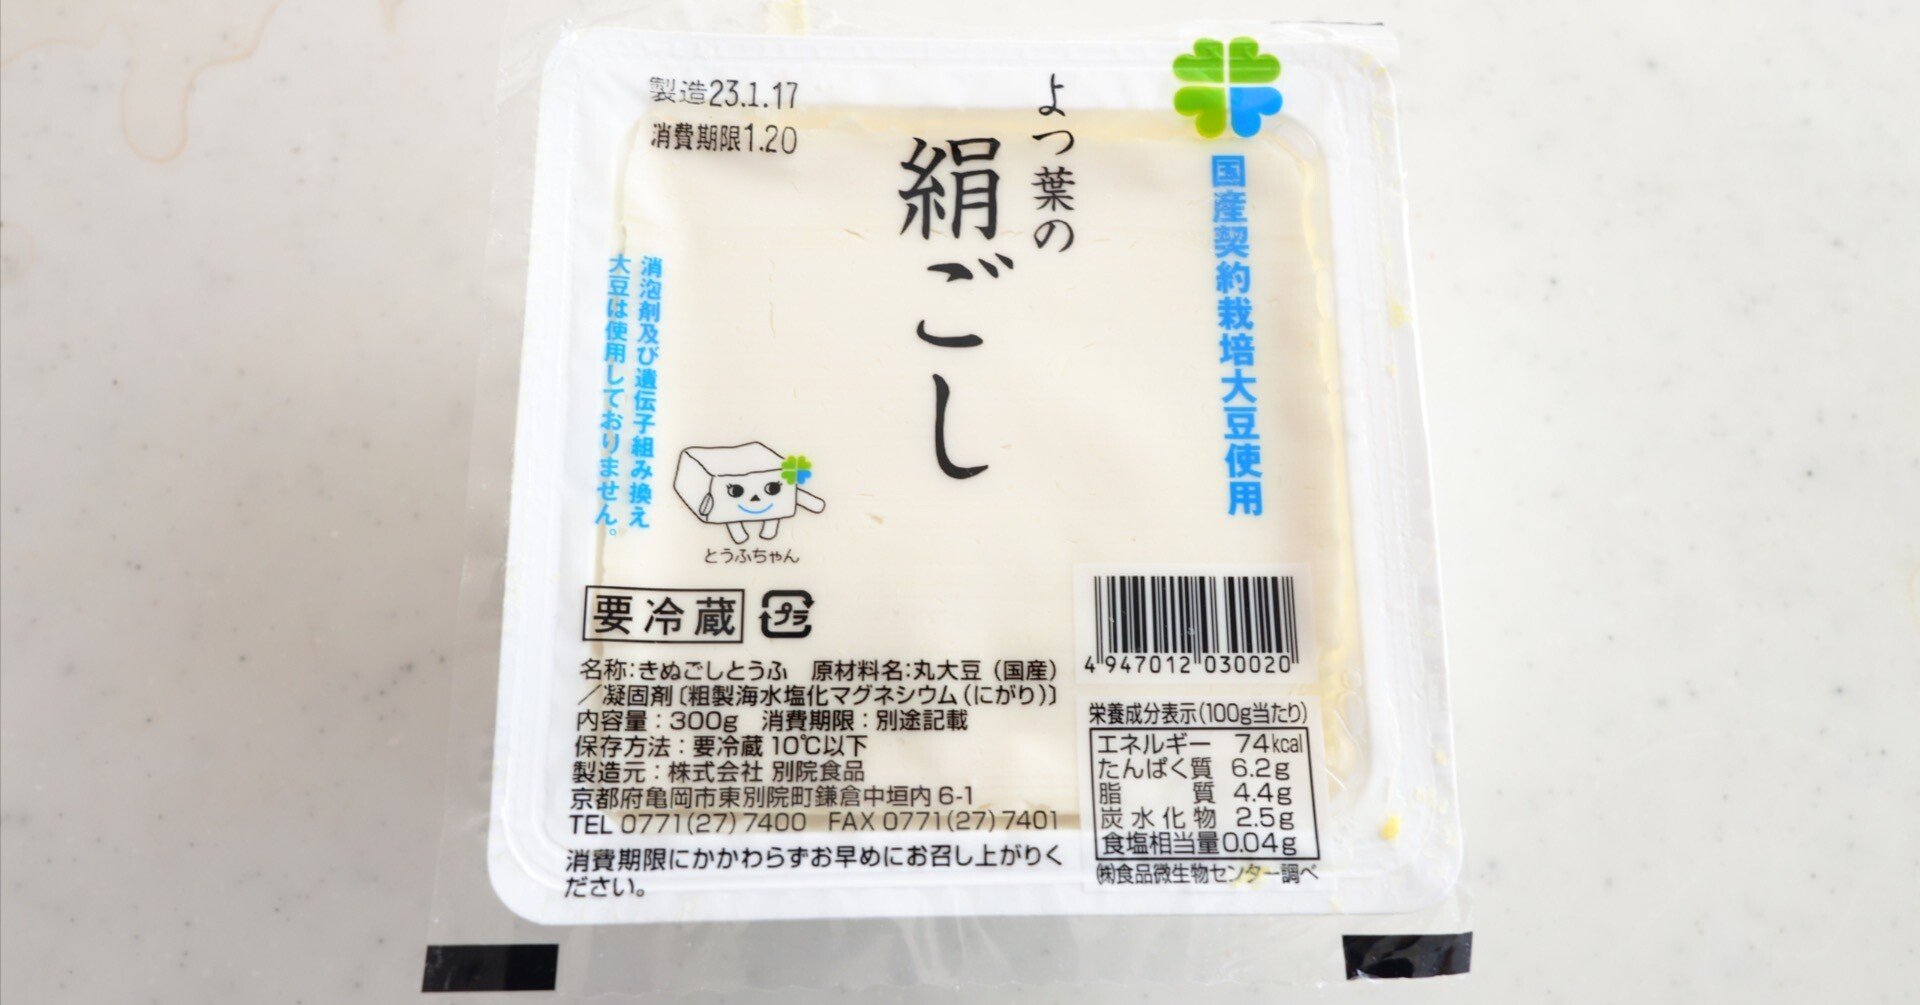 製造23.1.17
消費期限1.20
よつ葉の
絹ごし
国産契約栽培大豆使用
消泡剤及び遺伝子組み換え
大豆は使用しておりません。
とうふちゃん
要冷蔵
プラ
名称:きぬごしとうふ 原材料名:丸大豆(国産)
/凝固剤〔粗製海水塩化マグネシウム(にがり)〕
内容量:300g 消費期限:別途記載
保存方法:要冷蔵10℃以下
製造元:株式会社 別院食品
京都府亀岡市東別院町鎌倉中垣内6-1
TEL 0771(27)7400 FAX 0771(27)7401
消費期限にかかわらずお早めにお召し上がりく
ださい。
4947012030020
栄養成分表示(100g当たり)
エネルギー 74kcal
たんぱく質 6.2g
脂質 4.4g
炭水化物 2.5g
食塩相当量0.04g
㈱食品微生物センター調べ